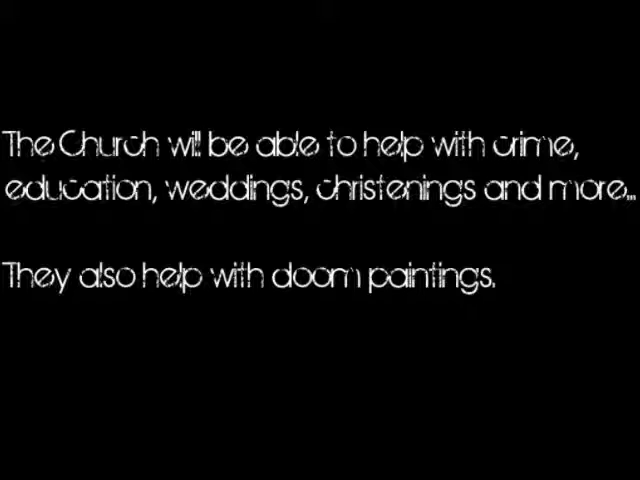 The Church will be able to help with crime,
education, weddings, christenings and more...
They also help with doom paintings.